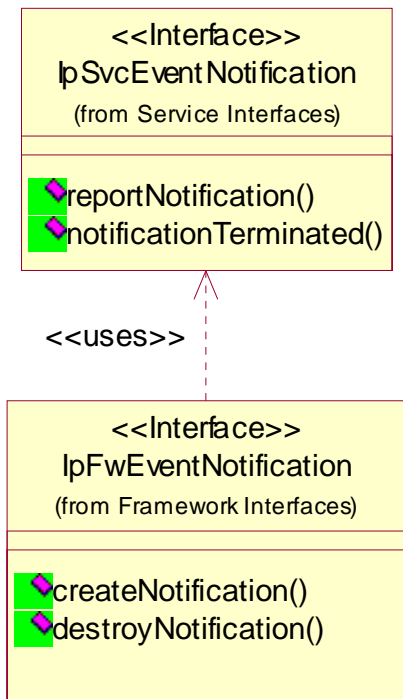 <<Interface>>
IpSvcEventNotification
(from Service Interfaces)
reportNotification()
notificationTerminated()
<<uses>>
<<Interface>>
IpFwEventNotification
(from Framework Interfaces)
createNotification()
destroyNotification()